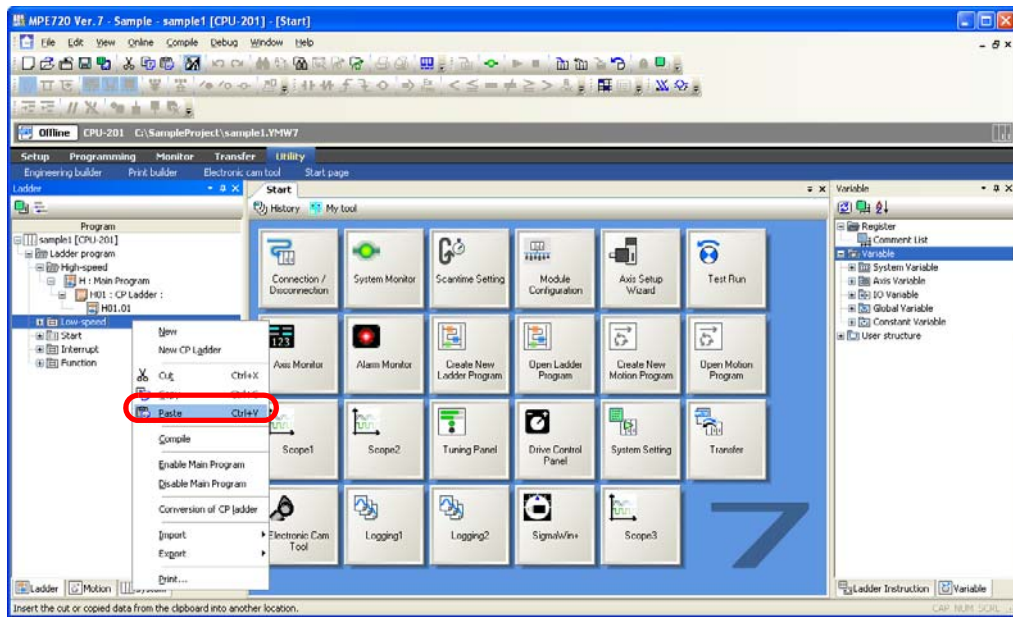 MPE720 Ver. 7 - Sample - sample1 [CPU-201] - [Start]
File Edit View Online Compile Debug Window Help
Offline CPU-201 C:\SampleProject\sample1.YMW7
Setup Programming Monitor Transfer Utility
Engineering builder Print builder Electronic cam tool Start page
Ladder
Program
sample1 [CPU-201]
Ladder program
High-speed
H : Main Program
H01 : CP Ladder :
H01.01
Low-speed
Start
Interrupt
Function
New
New CP Ladder
Cut Ctrl+X
Copy Ctrl+C
Paste Ctrl+V
Compile
Enable Main Program
Disable Main Program
Conversion of CP ladder
Import
Export
Print...
Ladder Motion
Start
History My tool
Connection / Disconnection
System Monitor
Scantime Setting
Module Configuration
Axis Setup Wizard
Test Run
Axis Monitor
Alarm Monitor
Create New Ladder Program
Open Ladder Program
Create New Motion Program
Open Motion Program
Scope1
Scope2
Tuning Panel
Drive Control Panel
System Setting
Transfer
Electronic Cam Tool
Logging1
Logging2
SigmaWin+
Scope3
7
Variable
Register
Comment List
Variable
System Variable
Axis Variable
IO Variable
Global Variable
Constant Variable
User structure
Ladder Instruction Variable
Insert the cut or copied data from the clipboard into another location.
CAP NUM SCRL